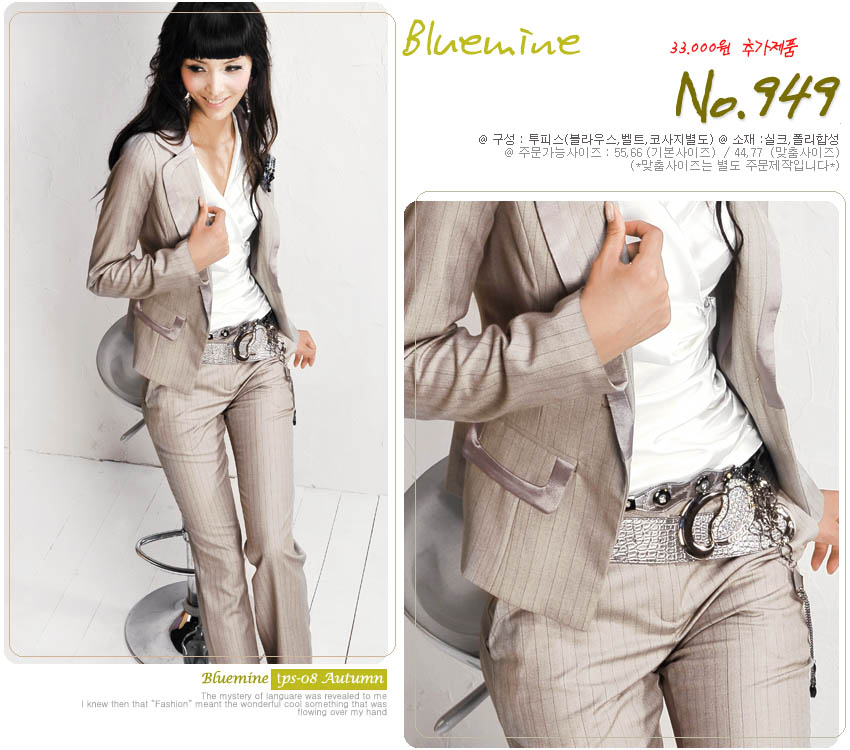 Bluemine
33.000원 추가제품
No.949
@ 구성 : 투피스(블라우스,벨트,코사지별도) @ 소재 :실크,폴리합성
@ 주문가능사이즈 : 55,66 (기본사이즈) / 44,77 (맞춤사이즈)
(*맞춤사이즈는 별도 주문제작입니다*)
Bluemine tps-08 Autumn
The mystery of languare was revealed to me
I knew then that "Fashion" meant the wonderful cool something that was
flowing over my hand